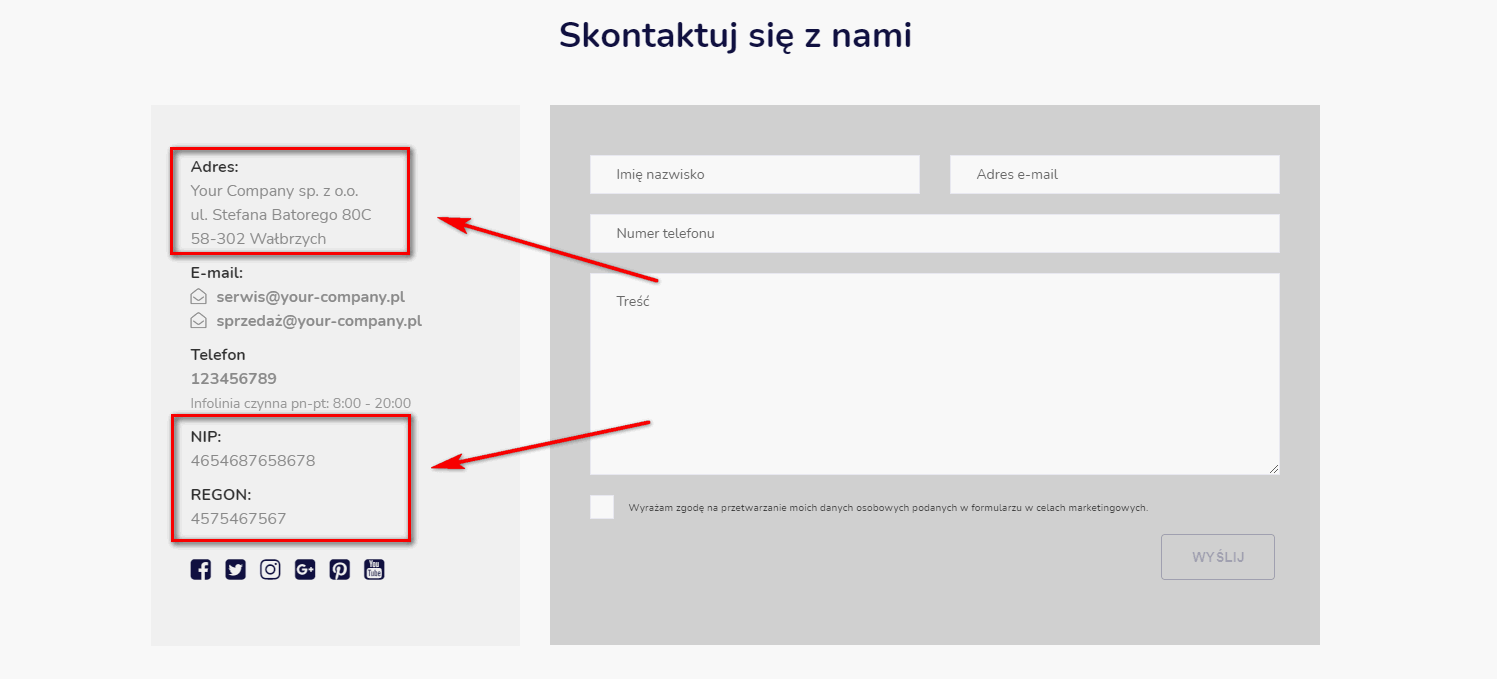 Skontaktuj się z nami
Adres:
Your Company sp. z o.o.
ul. Stefana Batorego 80C
58-302 Wałbrzych
E-mail:
serwis@your-company.pl
sprzedaż@your-company.pl
Telefon
123456789
Infolinia czynna pn-pt: 8:00 - 20:00
NIP:
4654687658678
REGON:
4575467567
You
Tube
Imię nazwisko
Adres e-mail
Numer telefonu
Treść
Wyrażam zgodę na przetwarzanie moich danych osobowych podanych w formularzu w celach marketingowych.
WYŚLIJ